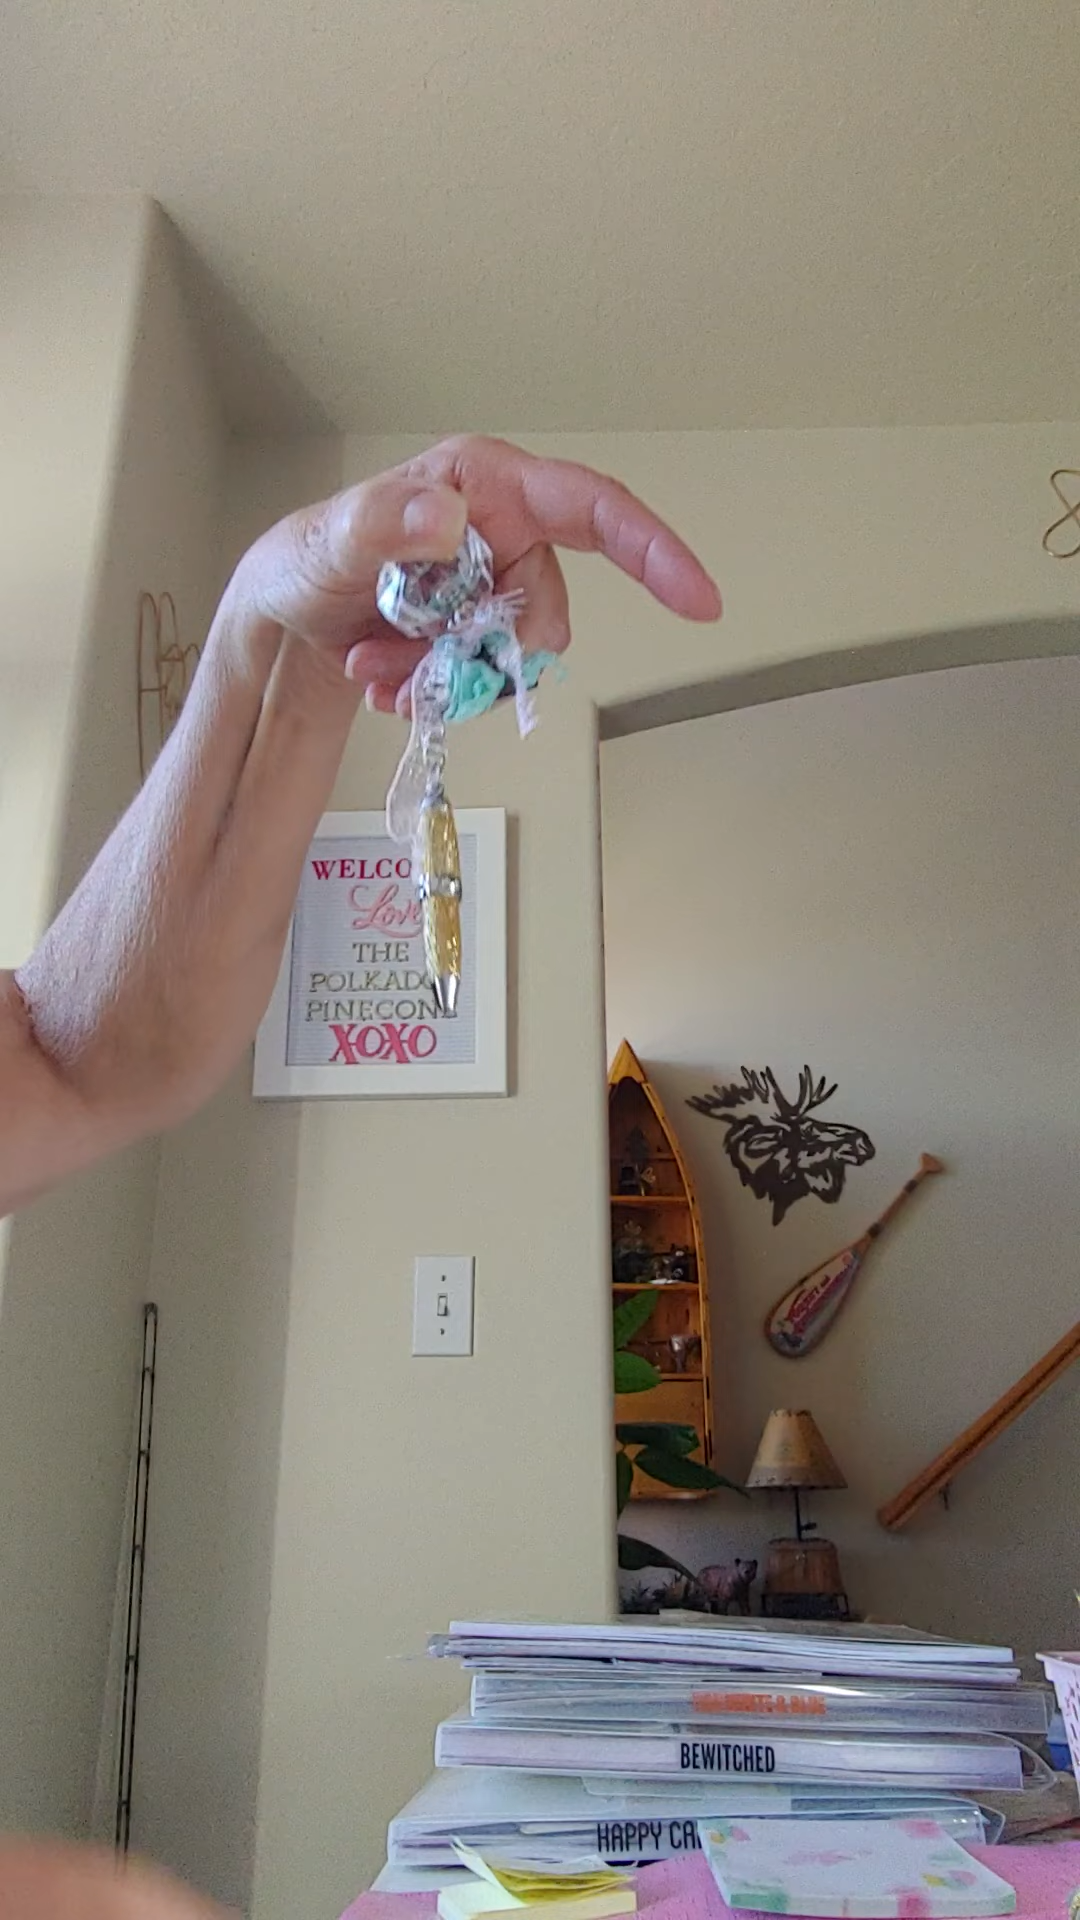 WELCO
Love
THE
POLKADO
PINECON
XOXO
BEWITCHED
HAPPY CA